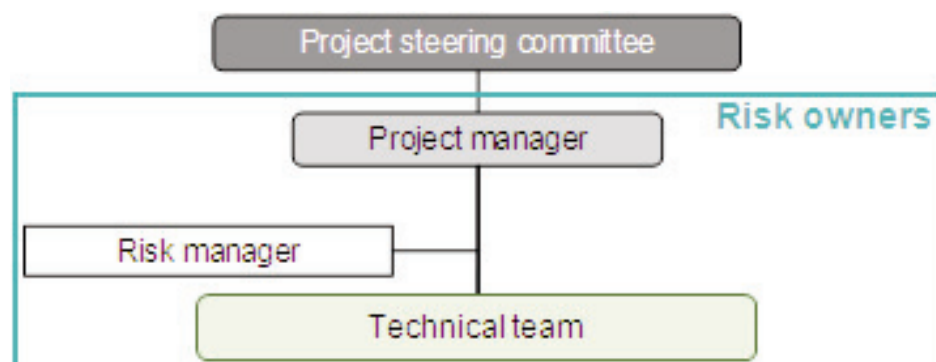 Project steering committee
Risk owners
Project manager
Risk manager
Technical team